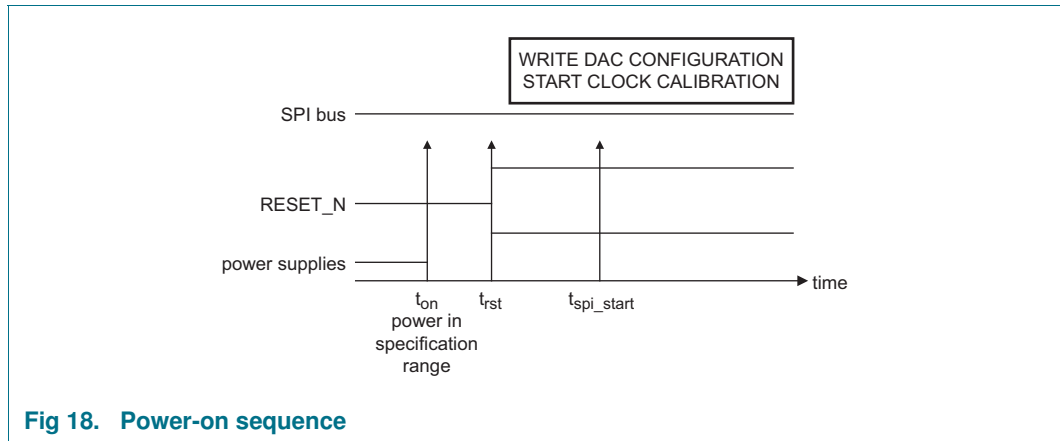 WRITE DAC CONFIGURATION
START CLOCK CALIBRATION
SPI bus
RESET_N
power supplies
time
ton
power in
specification
range
trst
tspi_start
Fig 18. Power-on sequence